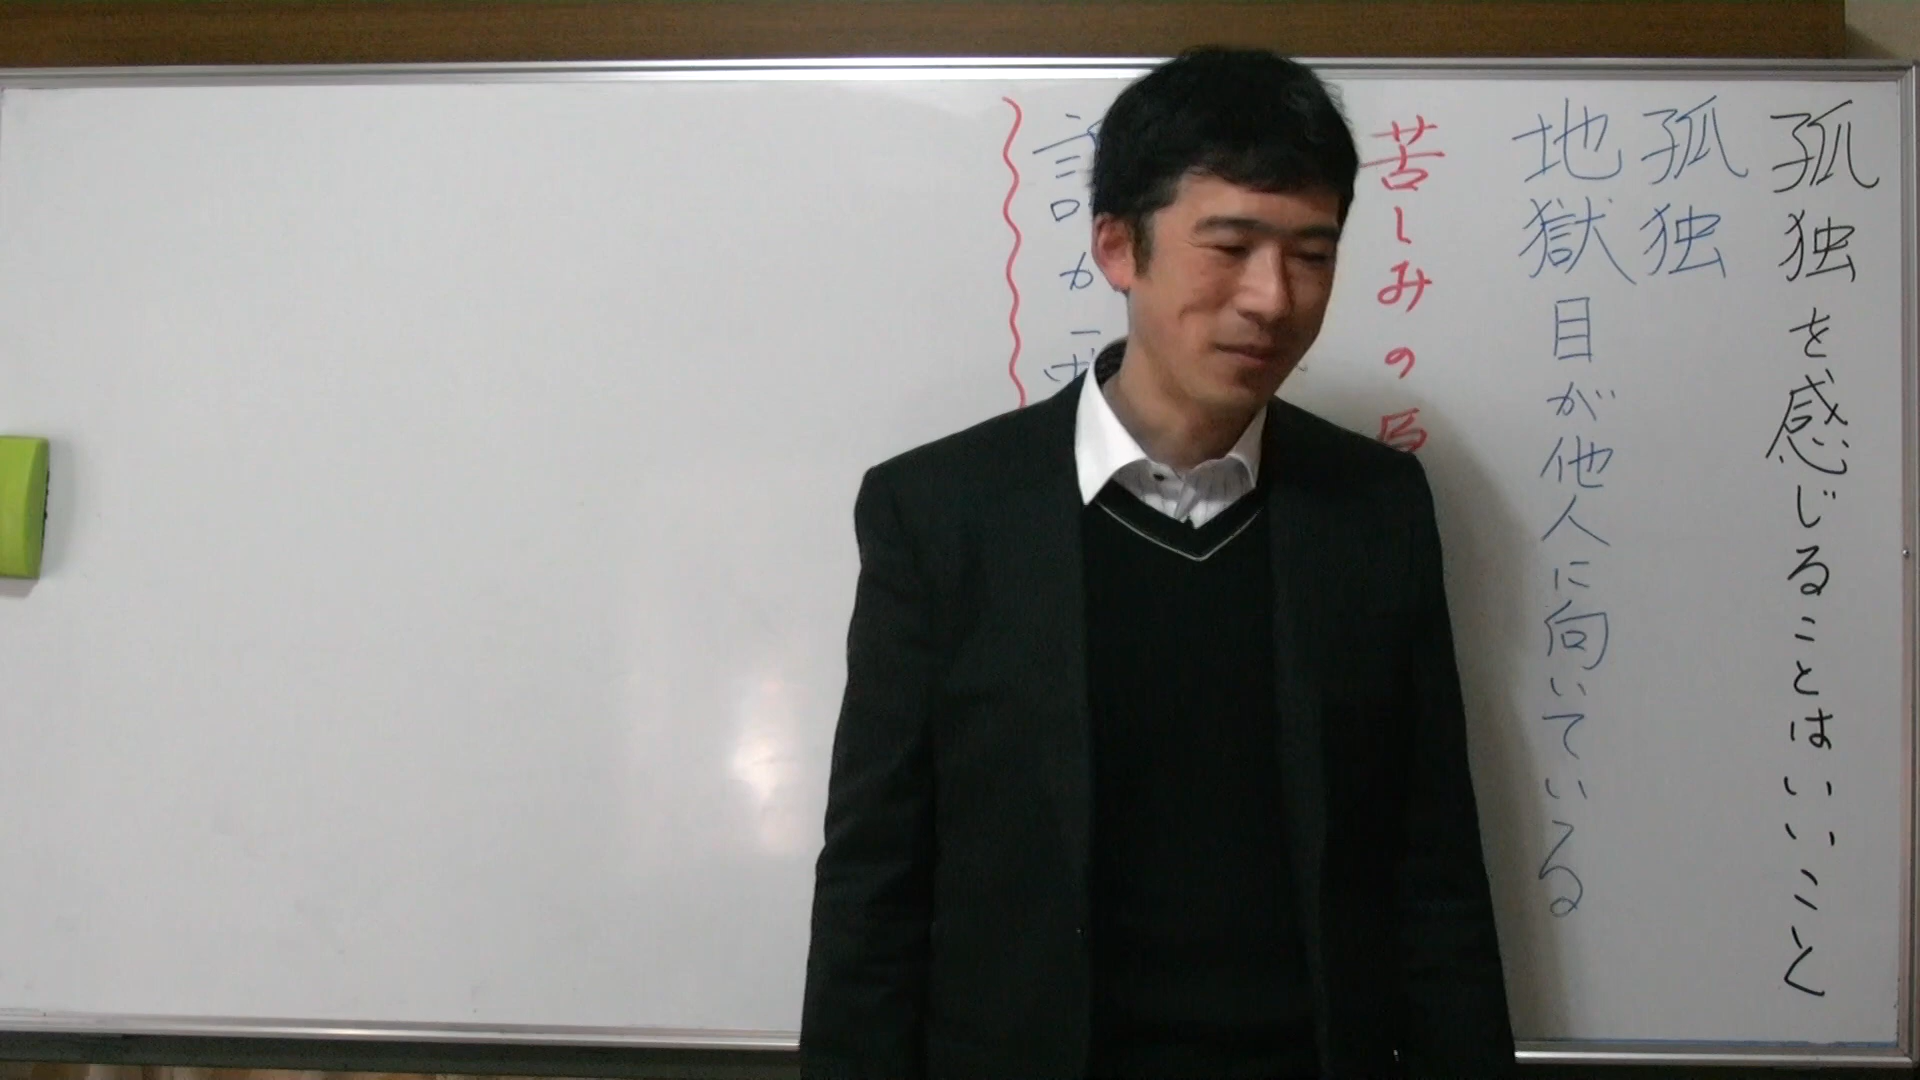 孤独を感じることはいいこと
孤独
地獄目が他人に向いている
苦しみの
が